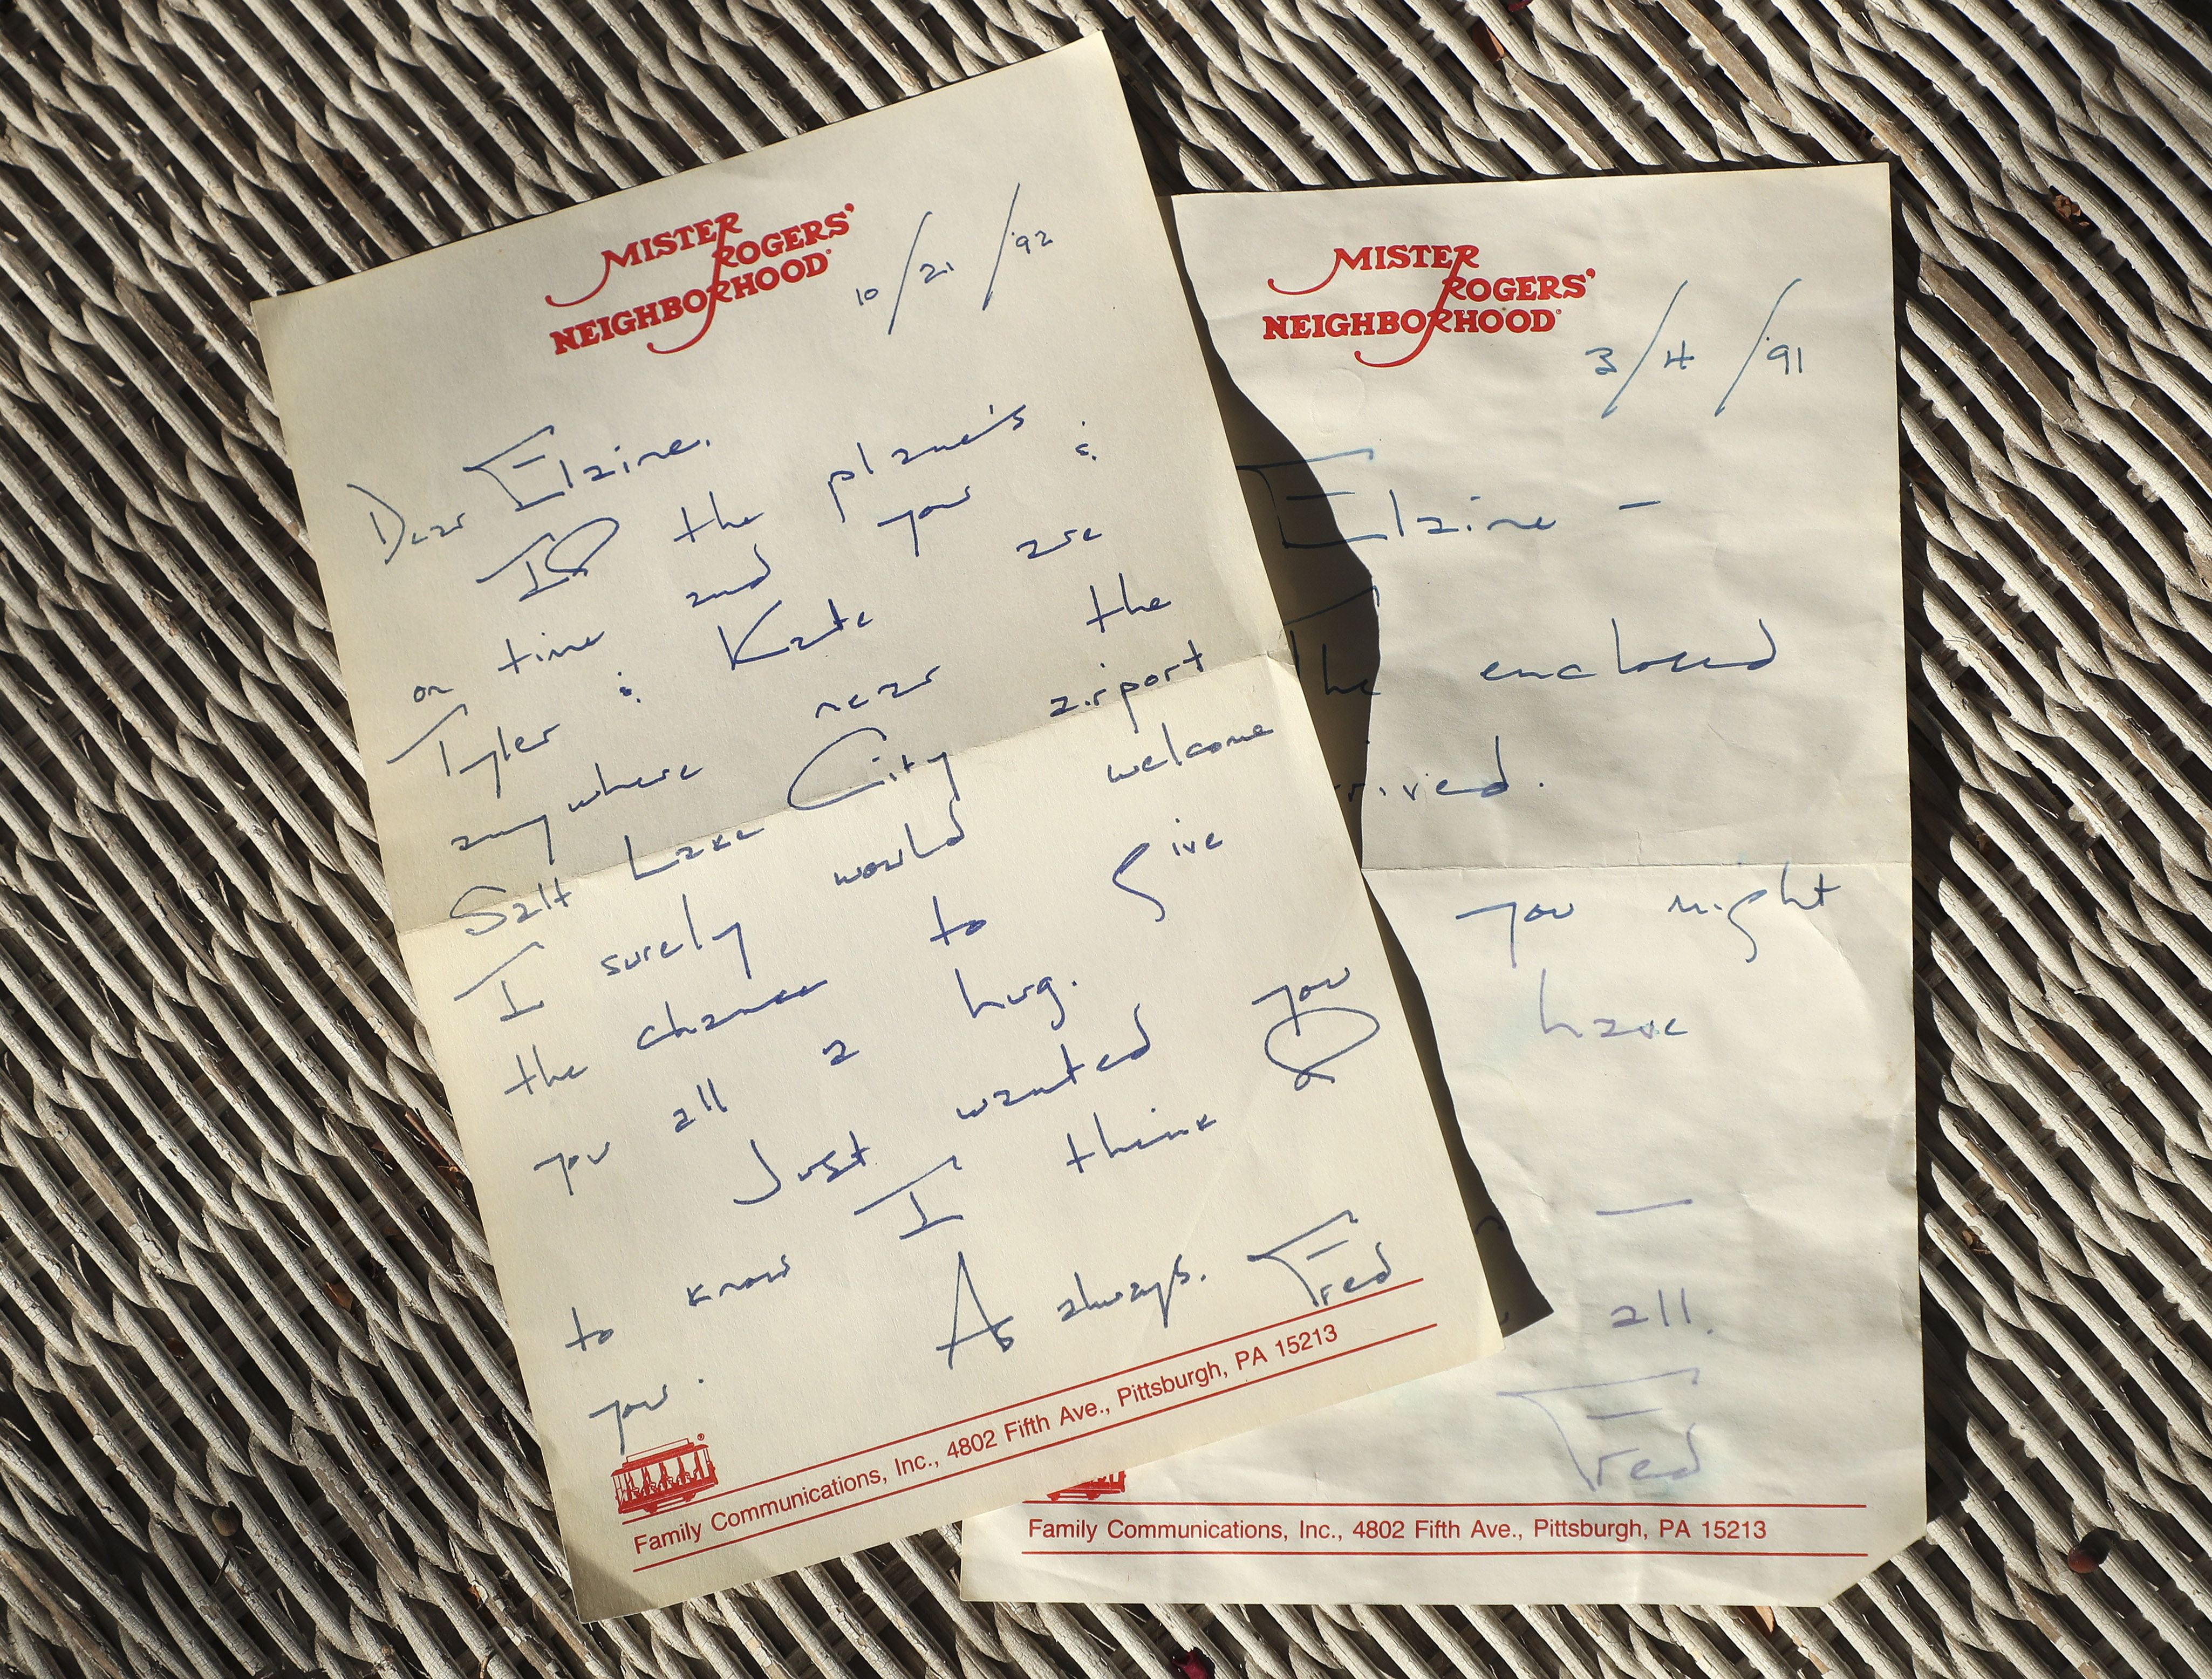 MISTER
ROGERS'
NEIGHBORHOOD®
10/21/'92
Dear Elaine.
If the plane's
on time and you &
Tyler & Kate are
anywhere near the
Salt Lake City airport
I surely would welcome
the chance to give
you all a hug.
Just wanted you
to know I think of
you.
As always. Fred
Family Communications, Inc., 4802 Fifth Ave., Pittsburgh, PA 15213
MISTER
ROGERS'
NEIGHBORHOOD®
3/4/'91
Elaine –
The enclosed
rived.
you might
have
—
all.
Fred
Family Communications, Inc., 4802 Fifth Ave., Pittsburgh, PA 15213